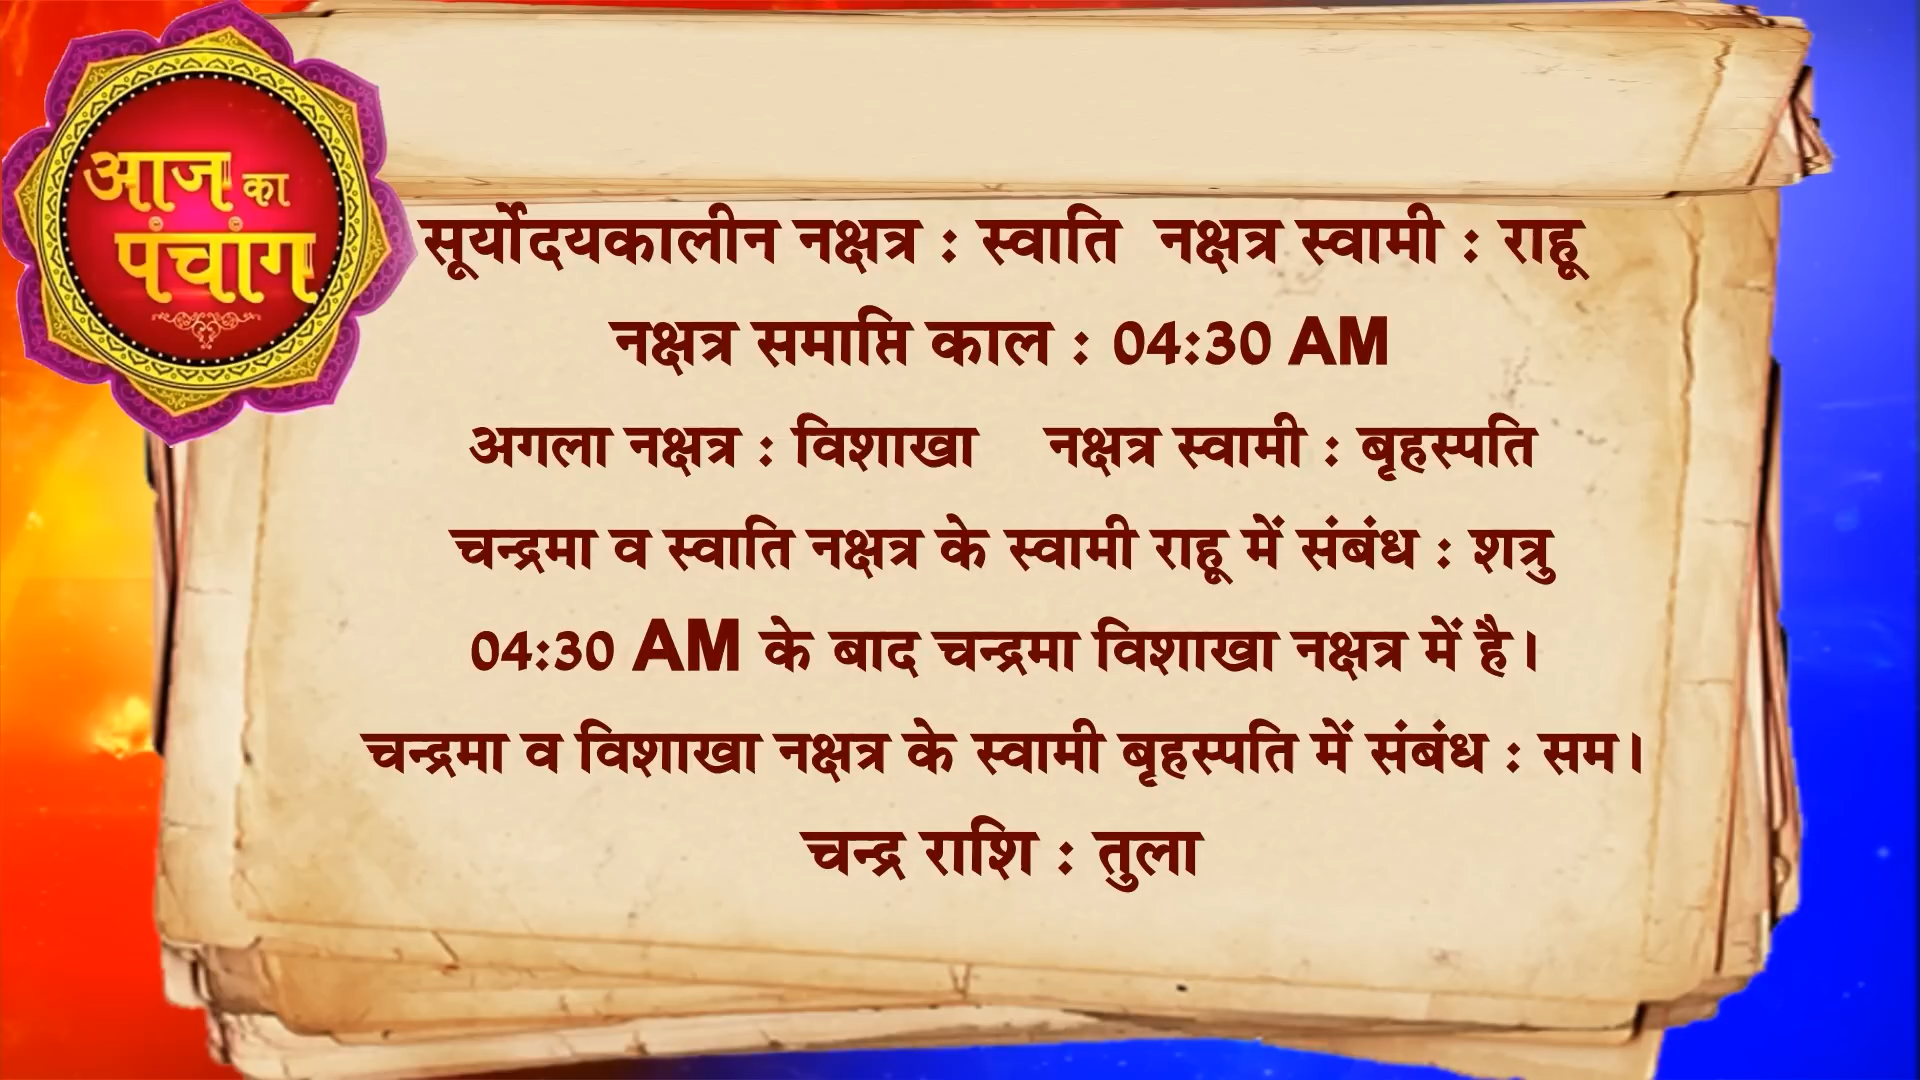 आज का
पंचांग
सूर्योदयकालीन नक्षत्र : स्वाति नक्षत्र स्वामी : राहू
नक्षत्र समाप्ति काल : 04:30 AM
अगला नक्षत्र : विशाखा नक्षत्र स्वामी : बृहस्पति
चन्द्रमा व स्वाति नक्षत्र के स्वामी राहू में संबंध : शत्रु
04:30 AM के बाद चन्द्रमा विशाखा नक्षत्र में है।
चन्द्रमा व विशाखा नक्षत्र के स्वामी बृहस्पति में संबंध : सम।
चन्द्र राशि : तुला